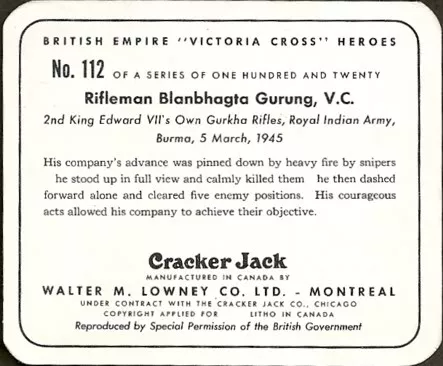 BRITISH EMPIRE "VICTORIA CROSS" HEROES
No. 112 OF A SERIES OF ONE HUNDRED AND TWENTY
Rifleman Blanbhagta Gurung, V.C.
2nd King Edward VII's Own Gurkha Rifles, Royal Indian Army,
Burma, 5 March, 1945
His company's advance was pinned down by heavy fire by snipers
he stood up in full view and calmly killed them he then dashed
forward alone and cleared five enemy positions. His courageous
acts allowed his company to achieve their objective.
Cracker Jack
MANUFACTURED IN CANADA BY
WALTER M. LOWNEY CO. LTD. - MONTREAL
UNDER CONTRACT WITH THE CRACKER JACK CO., CHICAGO
COPYRIGHT APPLIED FOR LITHO IN CANADA
Reproduced by Special Permission of the British Government